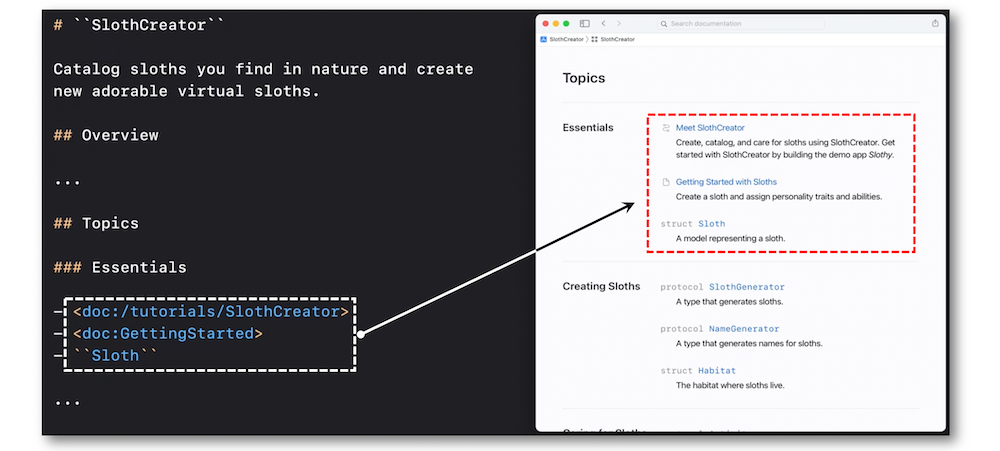 # ``SlothCreator``
Catalog sloths you find in nature and create
new adorable virtual sloths.
## Overview
...
## Topics
### Essentials
- <doc:/tutorials/SlothCreator>
- <doc:GettingStarted>
- ``Sloth``
...
Search documentation
SlothCreator SlothCreator
Topics
Essentials
Meet SlothCreator
Create, catalog, and care for sloths using SlothCreator. Get
started with SlothCreator by building the demo app Slothy.
Getting Started with Sloths
Create a sloth and assign personality traits and abilities.
struct Sloth
A model representing a sloth.
Creating Sloths
protocol SlothGenerator
A type that generates sloths.
protocol NameGenerator
A type that generates names for sloths.
struct Habitat
The habitat where sloths live.